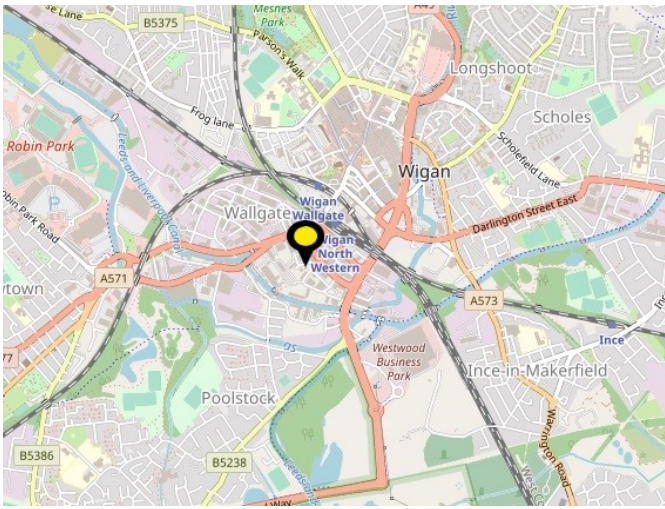 Mesnes
Park
B5375
Parson's Walk
Longshoot
Frog lane
Scholes
Robin Park
Leeds and Liverpool Canal
Scholefield Lane
Wigan
Wigan
Wallgate
Wallgate
Darlington Street East
Robin Park Road
North
Western
A571
A573
Ince
Westwood
Business
Park
Ince-in-Makerfield
Poolstock
Warrington Road
B5386
B5238
Way